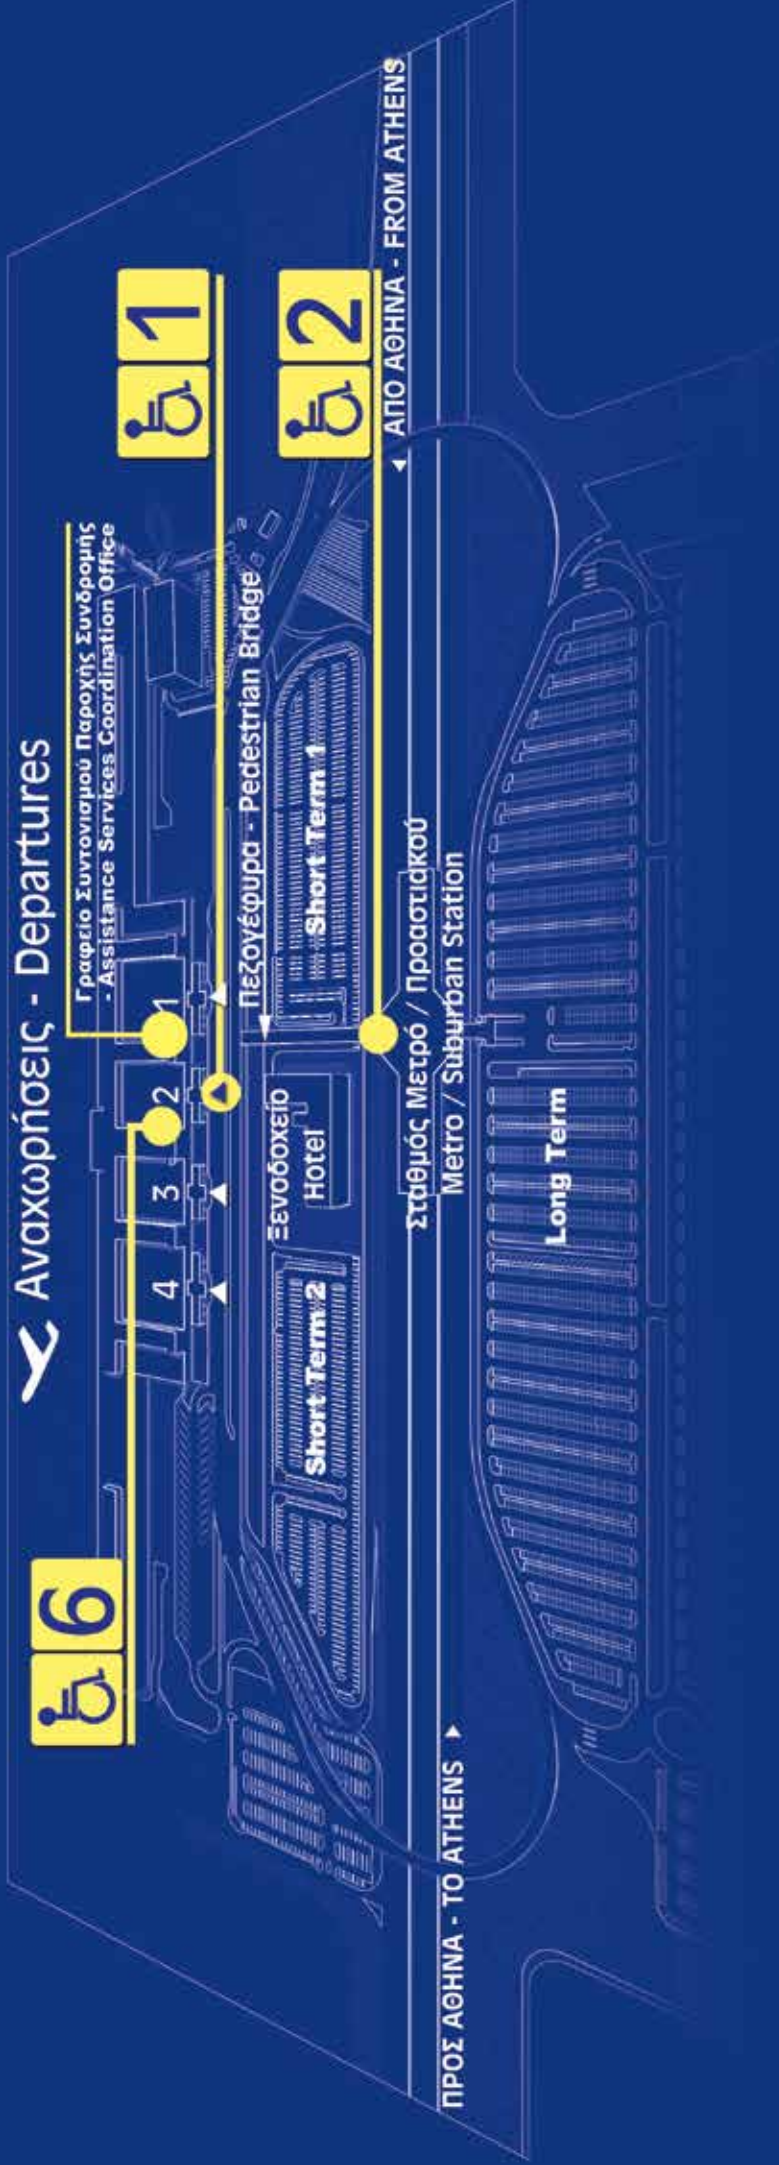 Αναχωρήσεις - Departures
Γραφείο Συντονισμού Παροχής Συνδρομής
- Assistance Services Coordination Office
6
4
3
2
1
1
Πεζογέφυρα - Pedestrian Bridge
Short Term 2
Ξενοδοχείο
Hotel
Short Term 1
2
ΑΠΟ ΑΘΗΝΑ - FROM ATHENS
Σταθμός Μετρό / Προαστιακού
Metro / Suburban Station
ΠΡΟΣ ΑΘΗΝΑ - TO ATHENS
Long Term